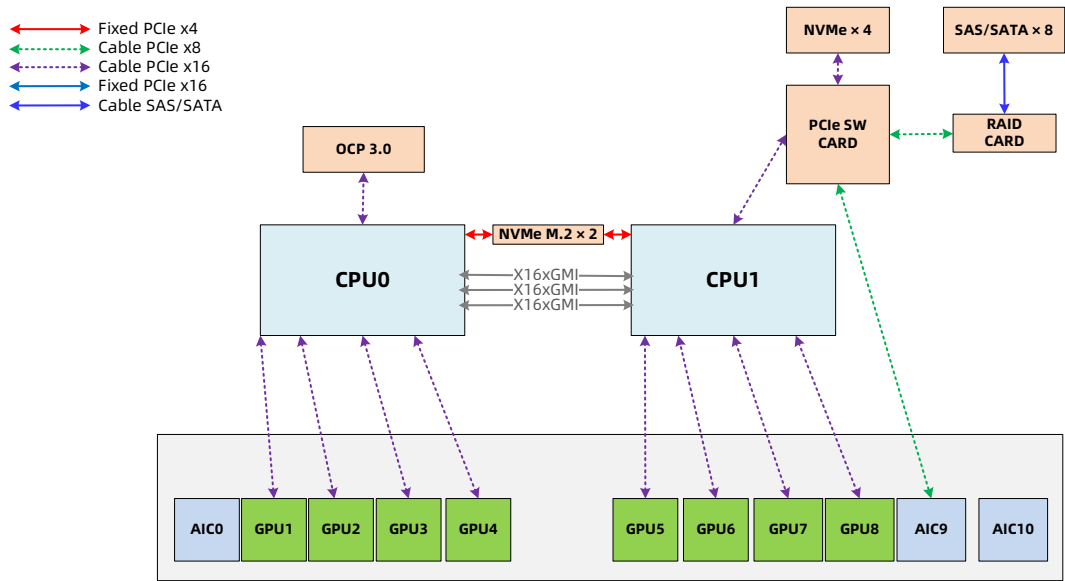 Fixed PCIe x4
Cable PCIe x8
Cable PCIe x16
Fixed PCIe x16
Cable SAS/SATA
NVMe × 4
SAS/SATA × 8
PCIe SW
CARD
RAID
CARD
OCP 3.0
NVMe M.2 × 2
CPU0
CPU1
X16xGMI
X16xGMI
X16xGMI
AIC0
GPU1
GPU2
GPU3
GPU4
GPU5
GPU6
GPU7
GPU8
AIC9
AIC10